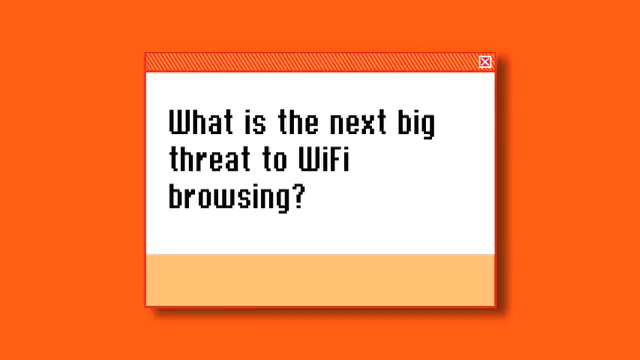 What is the next big
threat to WiFi
browsing?